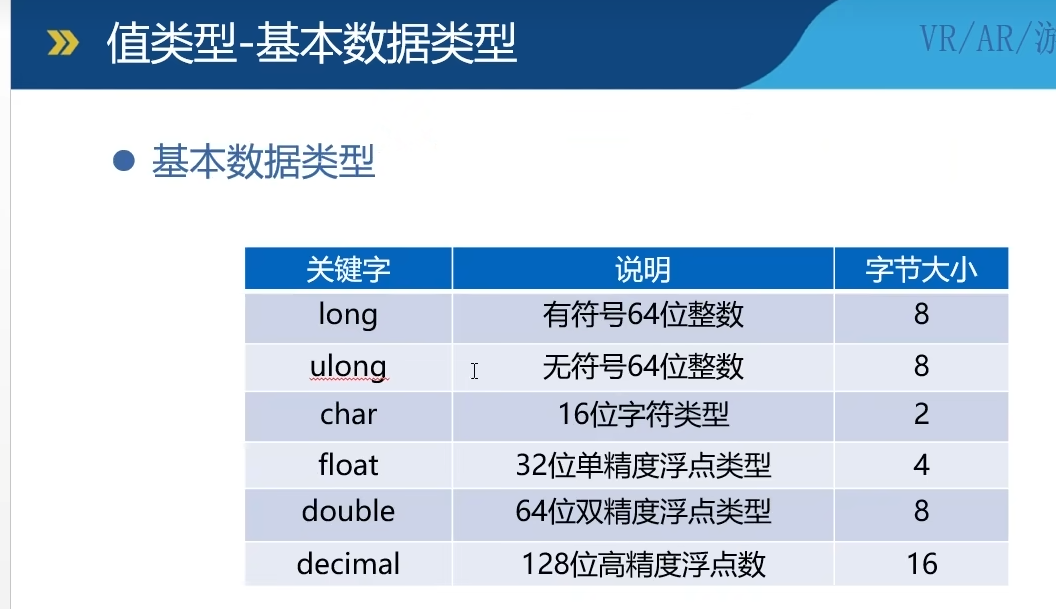 值类型-基本数据类型
VR/AR/游
基本数据类型
关键字 说明 字节大小
long 有符号64位整数 8
ulong 无符号64位整数 8
char 16位字符类型 2
float 32位单精度浮点类型 4
double 64位双精度浮点类型 8
decimal 128位高精度浮点数 16